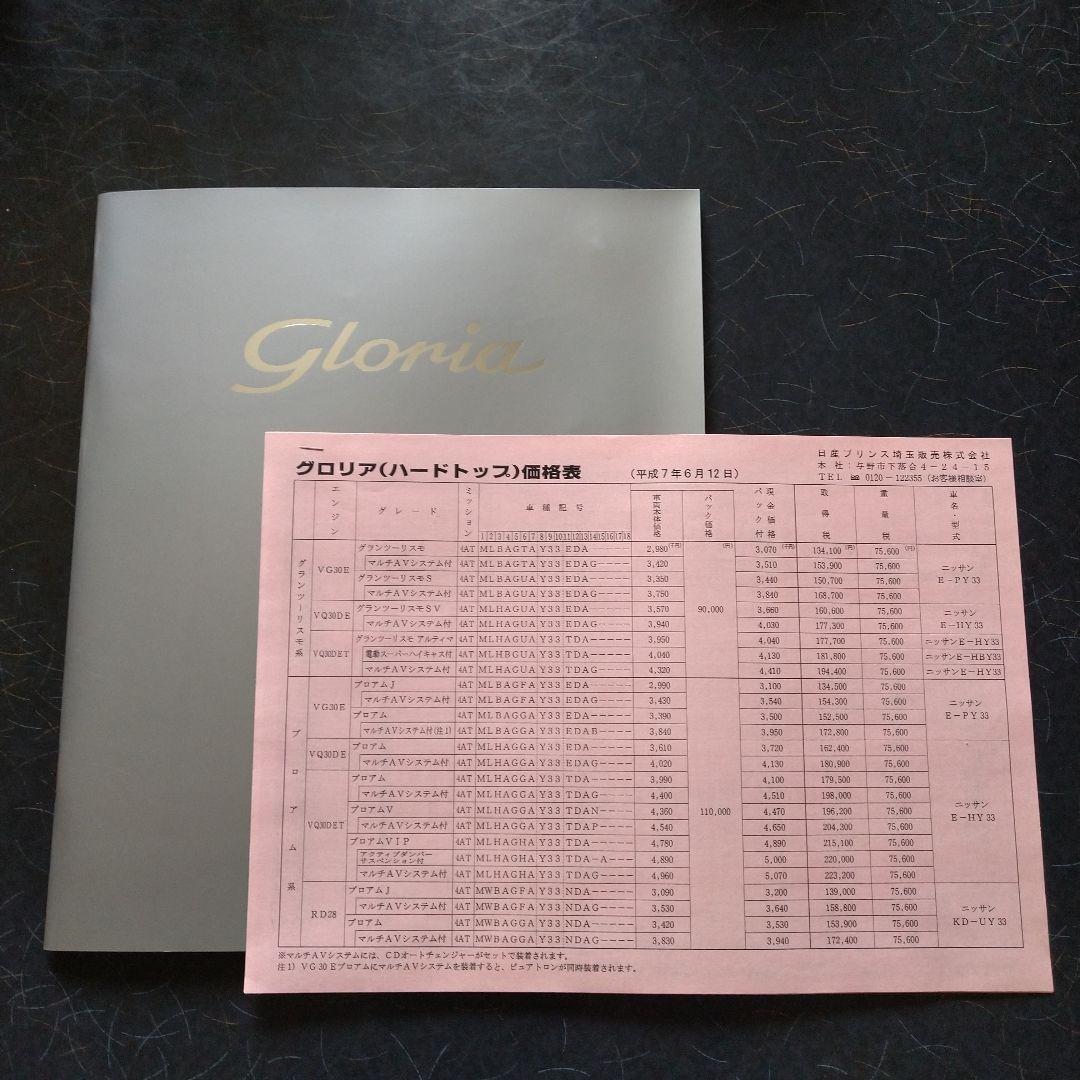 Gloria
グロリア(ハードトップ)価格表
(平成7年6月12日)
日産プリンス埼玉販売株式会社
本社:与野市下落合4-24-15
TEL 0120-122355(お客様相談室)
エンジン グレード ミッション 車種記号 車両本体価格 パック価格 パック付現金価格 取得税 重量税 車名・型式
1 2 3 4 5 6 7 8 9 10 11 12 13 14 15 16 17 18
(千円) (円) (千円) (円) (円)
グランツーリスモ系
VG30E グランツーリスモ 4AT MLBAGTAY33EDA----- 2,980 90,000 3,070 134,100 75,600 ニッサン E-PY33
マルチAVシステム付 4AT MLBAGTAY33EDAG---- 3,420 3,510 153,900 75,600
グランツーリスモS 4AT MLBAGUAY33EDA----- 3,350 3,440 150,700 75,600
マルチAVシステム付 4AT MLBAGUAY33EDAG---- 3,750 3,840 168,700 75,600
VQ30DE グランツーリスモSV 4AT MLHAGUAY33EDA----- 3,570 3,660 160,600 75,600 ニッサン E-HY33
マルチAVシステム付 4AT MLHAGUAY33EDAG---- 3,940 4,030 177,300 75,600
VQ30DET グランツーリスモ アルティマ 4AT MLHAGUAY33TDA----- 3,950 4,040 177,700 75,600 ニッサンE-HY33
電動スーパーハイキャス付 4AT MLHBGUAY33TDA----- 4,040 4,130 181,800 75,600 ニッサンE-HBY33
マルチAVシステム付 4AT MLHAGUAY33TDAG---- 4,320 4,410 194,400 75,600 ニッサンE-HY33
ブロアム系
VG30E ブロアムJ 4AT MLBAGFAY33EDA----- 2,990 110,000 3,100 134,500 75,600 ニッサン E-PY33
マルチAVシステム付 4AT MLBAGFAY33EDAG---- 3,430 3,540 154,300 75,600
ブロアム 4AT MLBAGGAY33EDA----- 3,390 3,500 152,500 75,600
マルチAVシステム付(注1) 4AT MLBAGGAY33EDAB---- 3,840 3,950 172,800 75,600
VQ30DE ブロアム 4AT MLHAGGAY33EDA----- 3,610 3,720 162,400 75,600 ニッサン E-HY33
マルチAVシステム付 4AT MLHAGGAY33EDAG---- 4,020 4,130 180,900 75,600
VQ30DET ブロアム 4AT MLHAGGAY33TDA----- 3,990 4,100 179,500 75,600
マルチAVシステム付 4AT MLHAGGAY33TDAG---- 4,400 4,510 198,000 75,600
ブロアムV 4AT MLHAGGAY33TDAN---- 4,360 4,470 196,200 75,600
マルチAVシステム付 4AT MLHAGGAY33TDAP---- 4,540 4,650 204,300 75,600
ブロアムVIP 4AT MLHAGHAY33TDA----- 4,780 4,890 215,100 75,600
アクティブダンパーサスペンション付 4AT MLHAGHAY33TDA-A--- 4,890 5,000 220,000 75,600
マルチAVシステム付 4AT MLHAGHAY33TDAG---- 4,960 5,070 223,200 75,600
RD28 ブロアムJ 4AT MWBAGFAY33NDA----- 3,090 3,200 139,000 75,600 ニッサン KD-UY33
マルチAVシステム付 4AT MWBAGFAY33NDAG---- 3,530 3,640 158,800 75,600
ブロアム 4AT MWBAGGAY33NDA----- 3,420 3,530 153,900 75,600
マルチAVシステム付 4AT MWBAGGAY33NDAG---- 3,830 3,940 172,400 75,600
※マルチAVシステムには、CDオートチェンジャーがセットで装着されます。
注1)VG30EブロアムにマルチAVシステムを装着すると、ピュアトロンが同時装着されます。